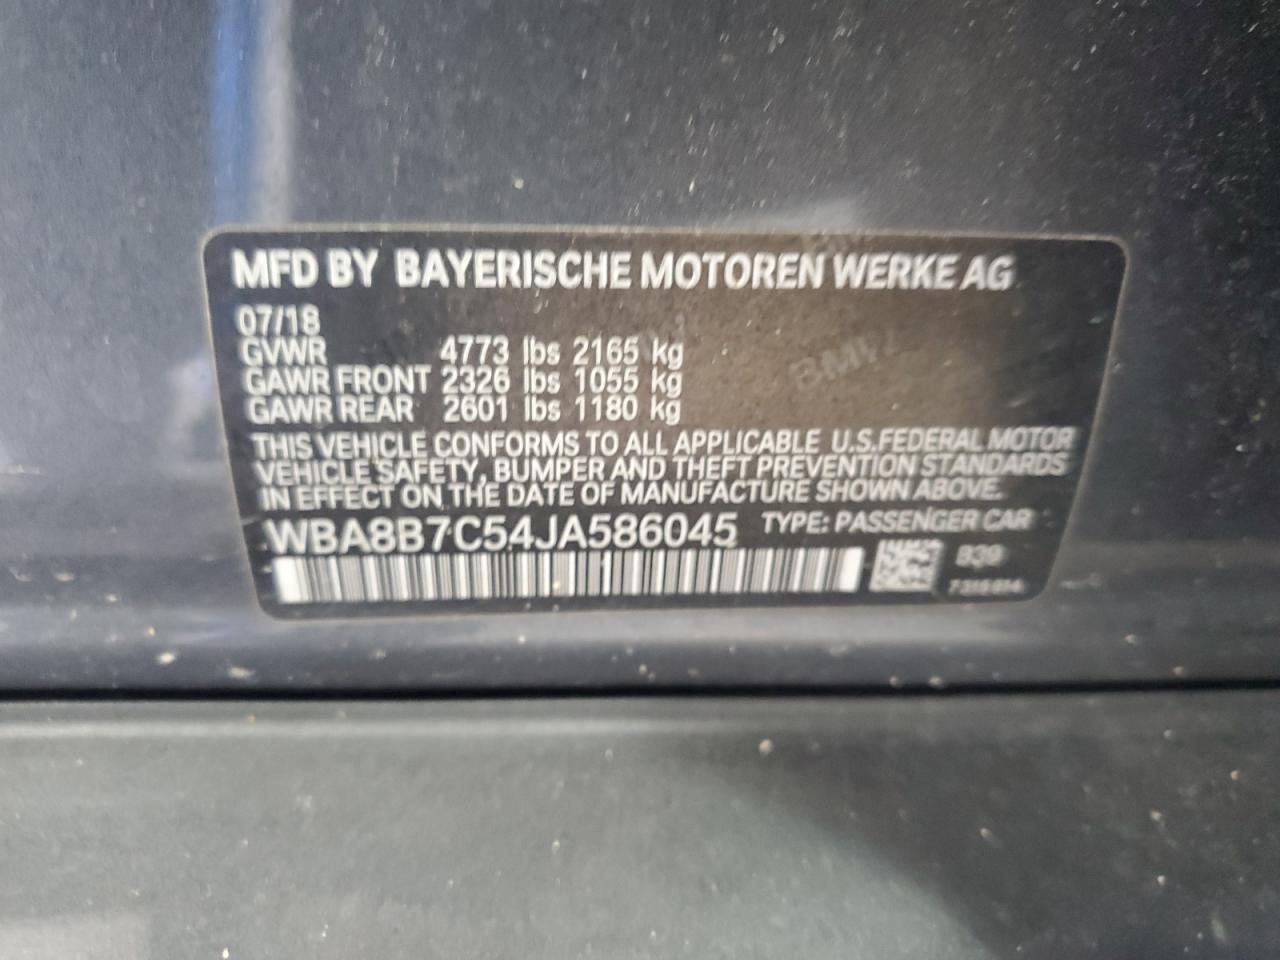 MFD BY BAYERISCHE MOTOREN WERKE AG
07/18
GVWR 4773 lbs 2165 kg
GAWR FRONT 2326 lbs 1055 kg
GAWR REAR 2601 lbs 1180 kg
THIS VEHICLE CONFORMS TO ALL APPLICABLE U.S.FEDERAL MOTOR
VEHICLE SAFETY, BUMPER AND THEFT PREVENTION STANDARDS
IN EFFECT ON THE DATE OF MANUFACTURE SHOWN ABOVE.
WBA8B7C54JA586045 TYPE: PASSENGER CAR
B39